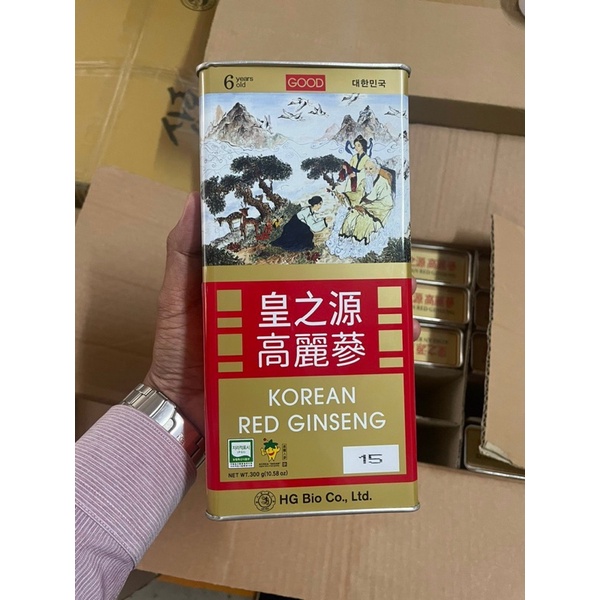 6 years old
GOOD
대한민국
皇之源
高麗蔘
KOREAN
RED GINSENG
15
NET WT. 300 g(10.58 oz)
HG Bio Co., Ltd.